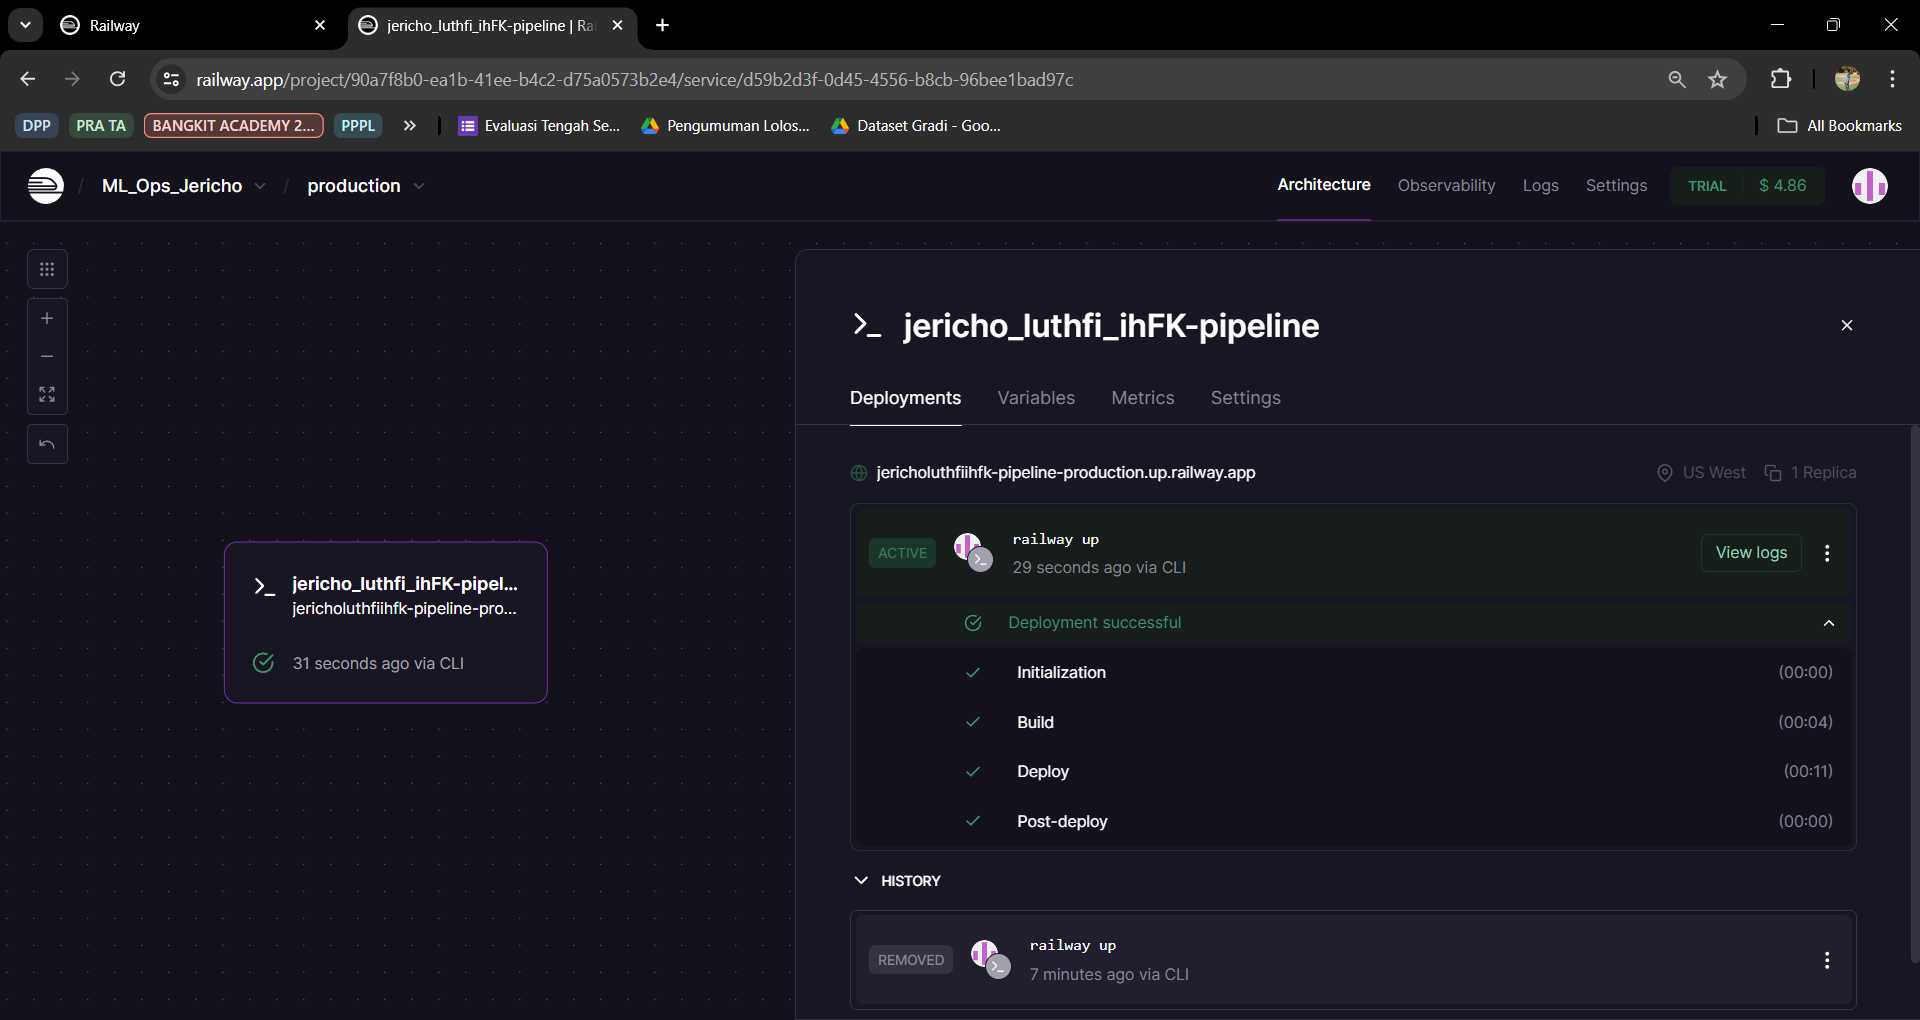 Railway
jericho_luthfi_ihFK-pipeline | Rai
railway.app/project/90a7f8b0-ea1b-41ee-b4c2-d75a0573b2e4/service/d59b2d3f-0d45-4556-b8cb-96bee1bad97c
DPP PRA TA BANGKIT ACADEMY 2... PPPL » Evaluasi Tengah Se... Pengumuman Lolos... Dataset Gradi - Goo... All Bookmarks
/ ML_Ops_Jericho / production Architecture Observability Logs Settings TRIAL $ 4.86
jericho_luthfi_ihFK-pipeline
Deployments Variables Metrics Settings
jericholuthfiihfk-pipeline-production.up.railway.app US West 1 Replica
ACTIVE railway up View logs
29 seconds ago via CLI
Deployment successful
Initialization (00:00)
Build (00:04)
Deploy (00:11)
Post-deploy (00:00)
HISTORY
REMOVED railway up
7 minutes ago via CLI
jericho_luthfi_ihFK-pipel...
jericholuthfiihfk-pipeline-pro...
31 seconds ago via CLI